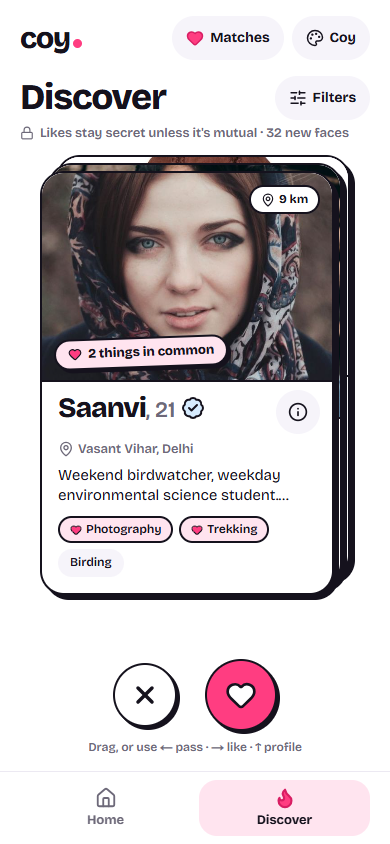 coy.
Matches
Coy
Discover
Filters
Likes stay secret unless it's mutual · 32 new faces
9 km
2 things in common
Saanvi, 21
Vasant Vihar, Delhi
Weekend birdwatcher, weekday
environmental science student....
Photography
Trekking
Birding
Drag, or use ← pass · → like · ↑ profile
Home
Discover